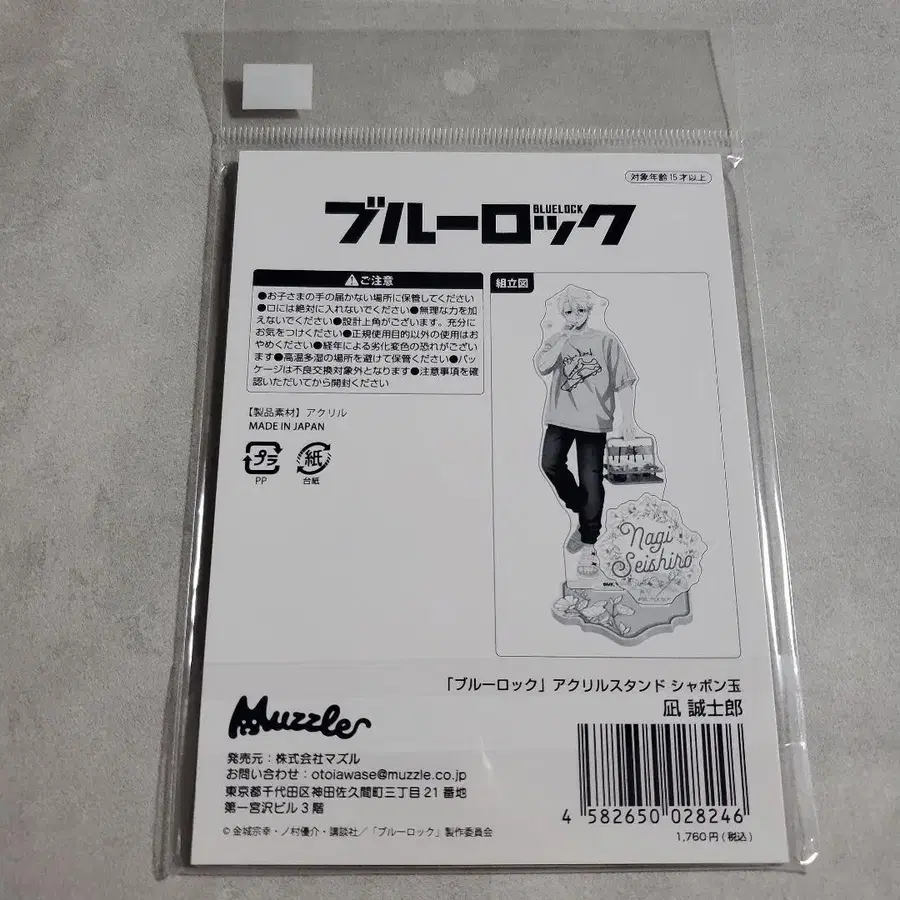 対象年齢15才以上
ブルーロック
BLUELOCK
ご注意
●お子さまの手の届かない場所に保管してください
●口には絶対に入れないでください●無理な力を加
えないでください●設計上角がございます。充分に
お気をつけください●正規使用目的以外の使用はお
やめください●経年による劣化変色の恐れがござい
ます●高温多湿の場所を避けて保管ください●パッ
ケージは不良交換対象外となります●注意事項を確
認いただいてから開封ください
【製品素材】アクリル
MADE IN JAPAN
プラ
PP
紙
台紙
組立図
Nagi
Seishiro
「ブルーロック」アクリルスタンド シャボン玉
凪 誠士郎
Muzzle
発売元：株式会社マズル
お問い合わせ：otoiawase@muzzle.co.jp
東京都千代田区神田佐久間町三丁目21番地
第一宮沢ビル3階
© 金城宗幸・ノ村優介・講談社／「ブルーロック」製作委員会
4 582650 028246
1,760円（税込）